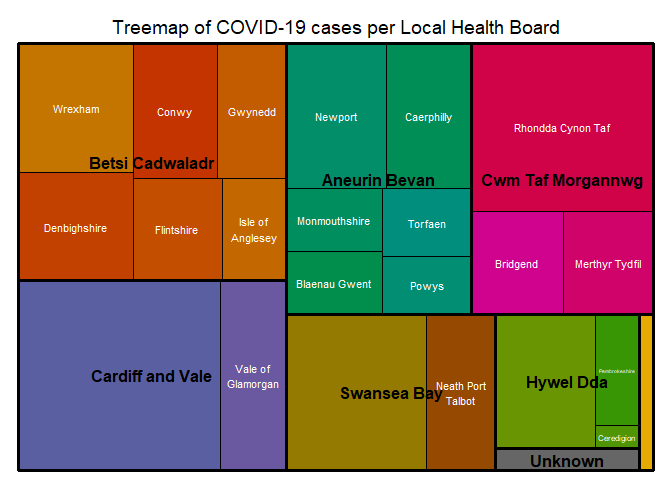 Treemap of COVID-19 cases per Local Health Board
Wrexham
Conwy
Gwynedd
Betsi Cadwaladr
Denbighshire
Flintshire
Isle of
Anglesey
Newport
Caerphilly
Aneurin Bevan
Monmouthshire
Torfaen
Blaenau Gwent
Powys
Rhondda Cynon Taf
Cwm Taf Morgannwg
Bridgend
Merthyr Tydfil
Cardiff and Vale
Vale of
Glamorgan
Swansea Bay
Neath Port
Talbot
Pembrokeshire
Hywel Dda
Ceredigion
Unknown